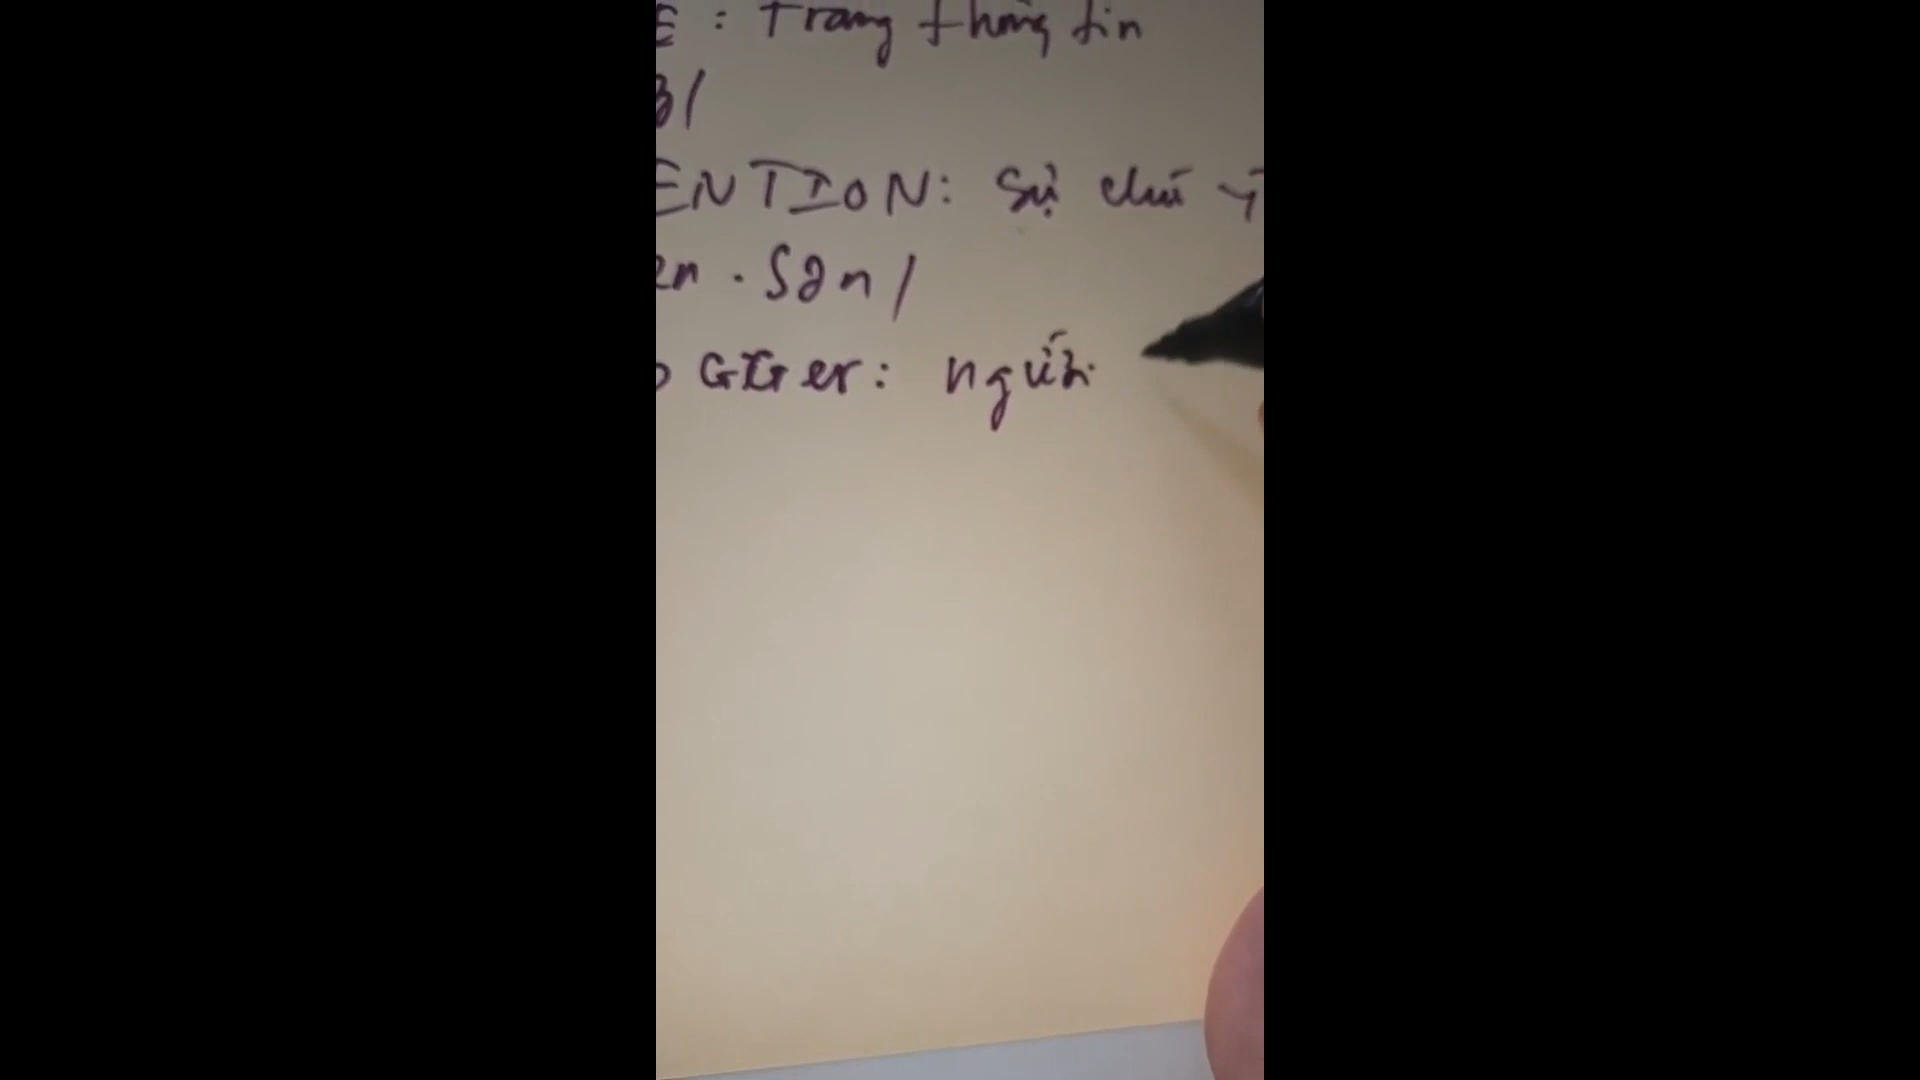 E : Trang thông tin
g/
ENTION: Sự chú ý
en . Sən/
GGer: người